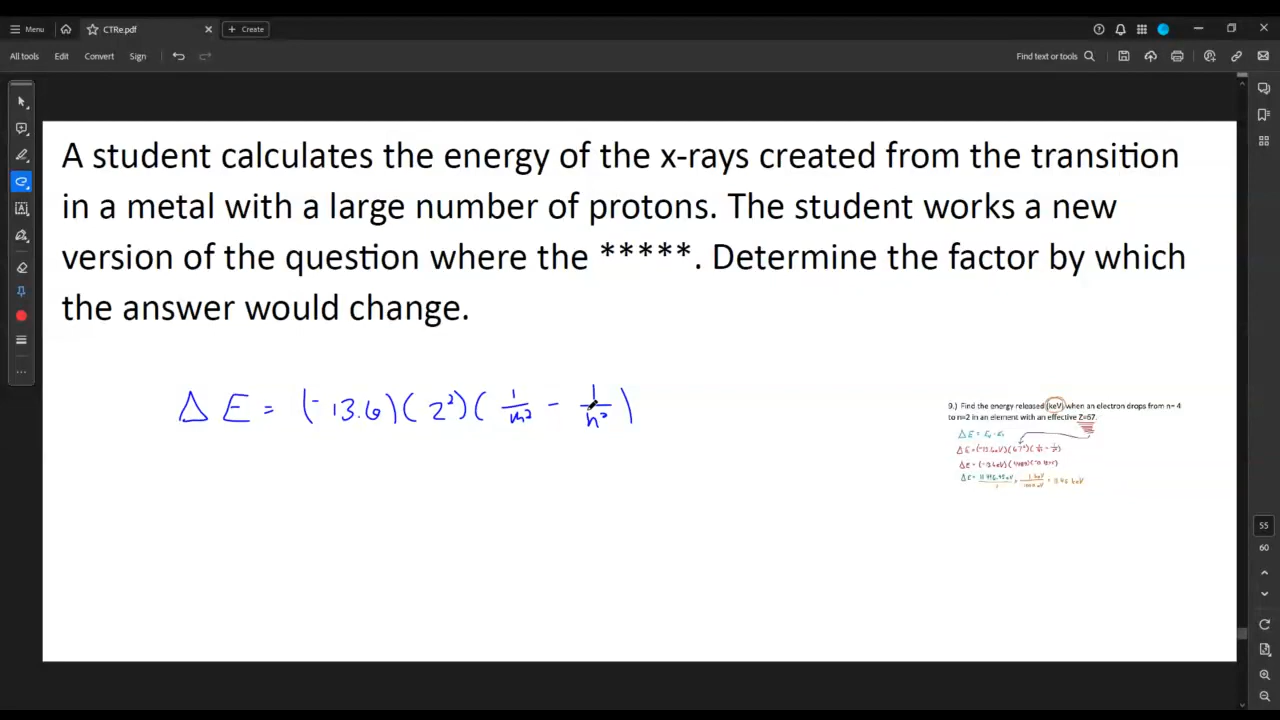 Menu CTRe.pdf Create
All tools Edit Convert Sign Find text or tools
A student calculates the energy of the x-rays created from the transition
in a metal with a large number of protons. The student works a new
version of the question where the *****. Determine the factor by which
the answer would change.
Δ E = (-13.6)(Z²)(1/m² - 1/n²)
9.) Find the energy released (keV) when an electron drops from n= 4
to n=2 in an element with an effective Z=67.
55
60